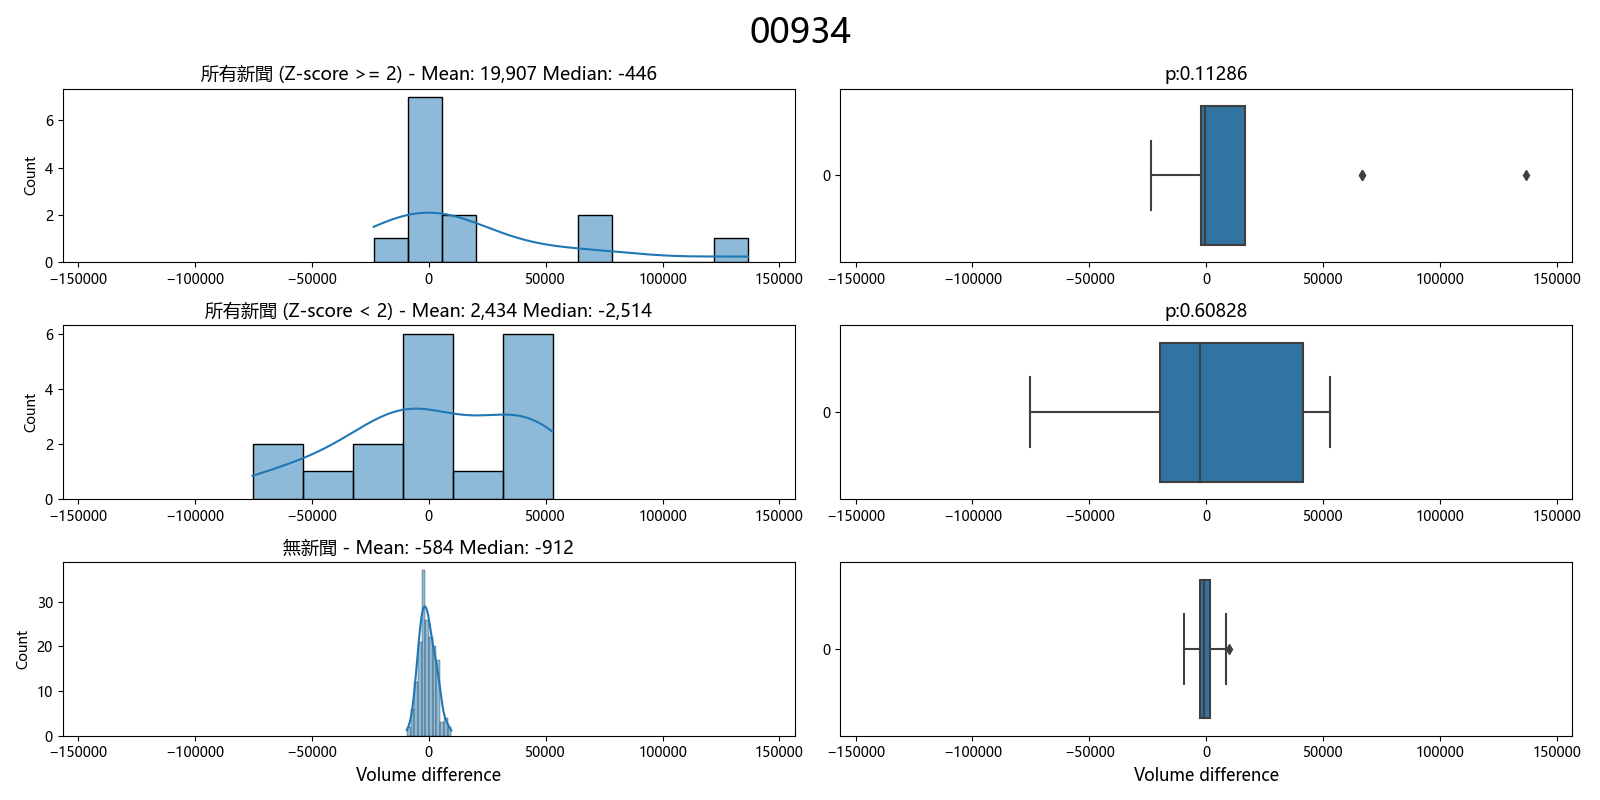 00934
所有新聞 (Z-score >= 2) - Mean: 19,907 Median: -446
p:0.11286
Count
6
4
2
0
−150000 −100000 −50000 0 50000 100000 150000
0
−150000 −100000 −50000 0 50000 100000 150000
所有新聞 (Z-score < 2) - Mean: 2,434 Median: -2,514
p:0.60828
Count
6
4
2
0
−150000 −100000 −50000 0 50000 100000 150000
0
−150000 −100000 −50000 0 50000 100000 150000
無新聞 - Mean: -584 Median: -912
Count
30
20
10
0
−150000 −100000 −50000 0 50000 100000 150000
Volume difference
0
−150000 −100000 −50000 0 50000 100000 150000
Volume difference